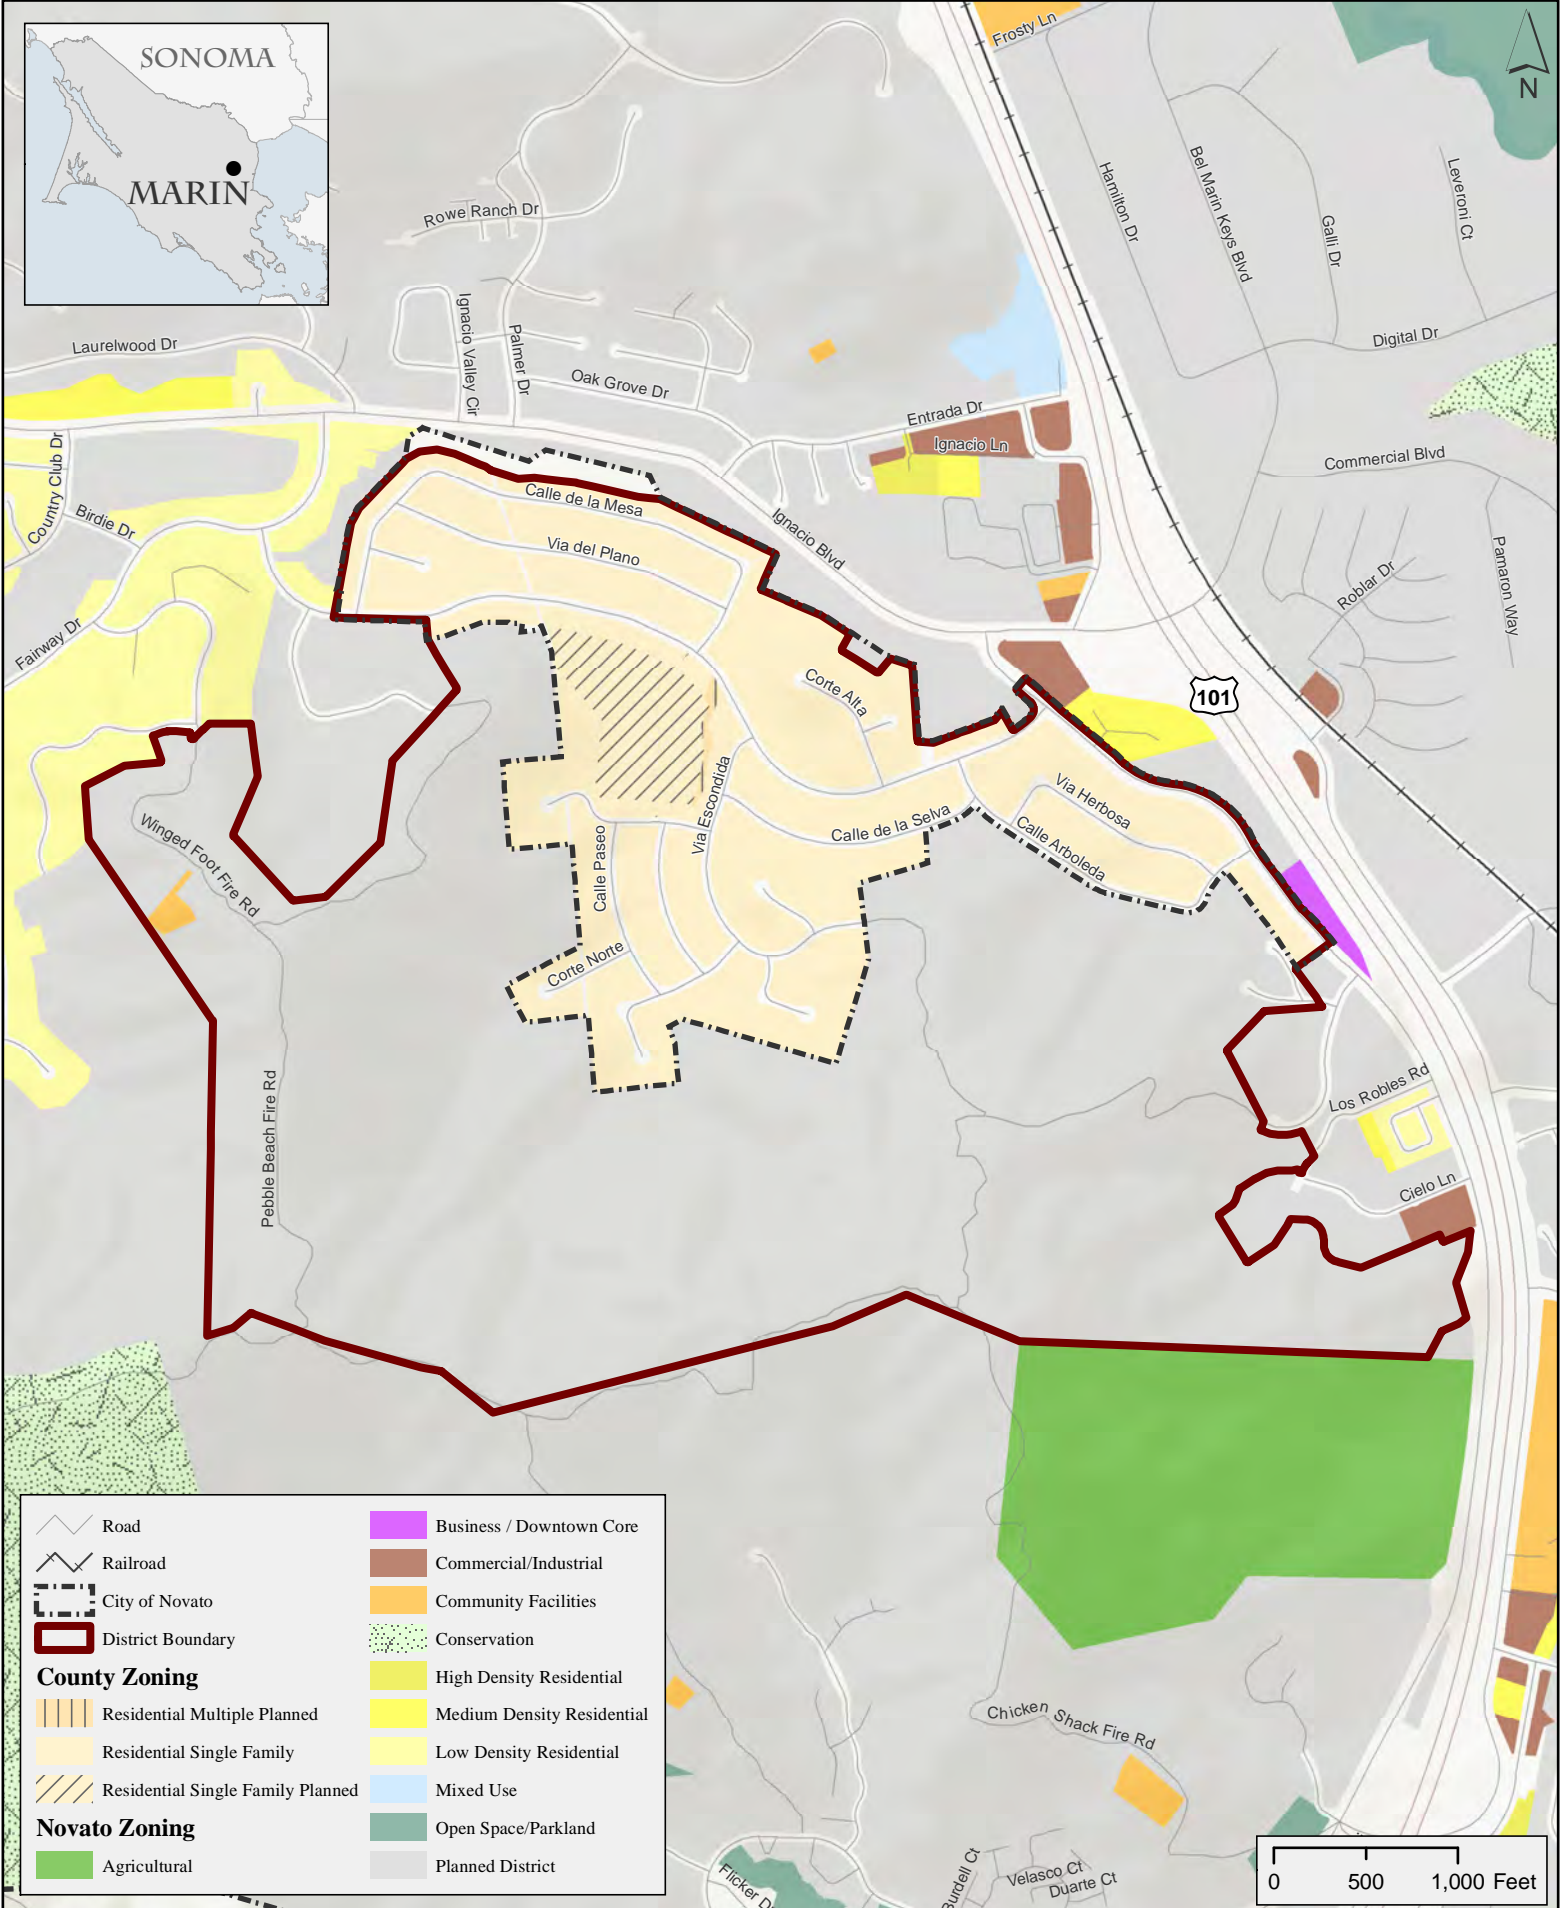 SONOMA
MARIN
N
Frosty Ln
Hamilton Dr
Bel Marin Keys Blvd
Galli Dr
Leveroni Ct
Rowe Ranch Dr
Ignacio Valley Cir
Palmer Dr
Laurelwood Dr
Digital Dr
Oak Grove Dr
Entrada Dr
Ignacio Ln
Commercial Blvd
Country Club Dr
Birdie Dr
Calle de la Mesa
Ignacio Blvd
Via del Plano
Pamaron Way
Roblar Dr
Fairway Dr
Corte Alta
101
Via Escondida
Via Herbosa
Winged Foot Fire Rd
Calle de la Selva
Calle Arboleda
Calle Paseo
Corte Norte
Pebble Beach Fire Rd
Los Robles Rd
Cielo Ln
Chicken Shack Fire Rd
Flicker D
Burdell Ct
Velasco Ct
Duarte Ct
Road
Railroad
City of Novato
District Boundary
County Zoning
Residential Multiple Planned
Residential Single Family
Residential Single Family Planned
Novato Zoning
Agricultural
Business / Downtown Core
Commercial/Industrial
Community Facilities
Conservation
High Density Residential
Medium Density Residential
Low Density Residential
Mixed Use
Open Space/Parkland
Planned District
0 500 1,000 Feet